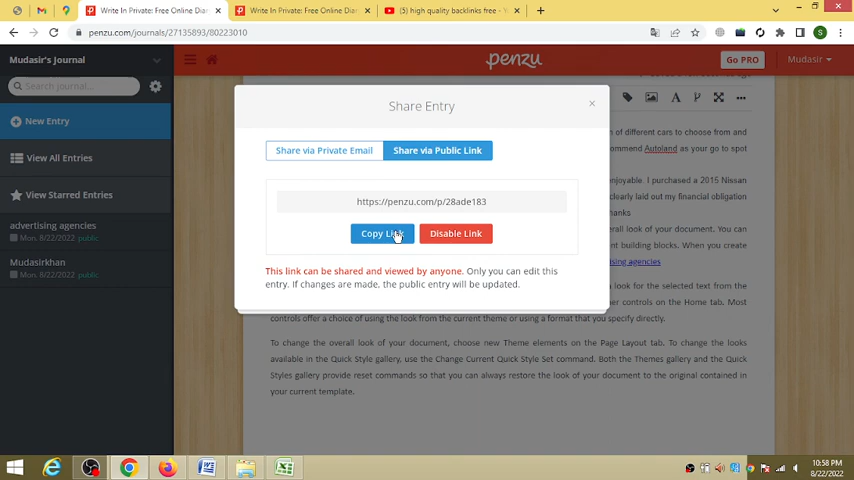 Write In Private: Free Online Diar
Write In Private: Free Online Diar
(5) high quality backlinks free - Y
penzu.com/journals/27135893/80223010
Mudasir's Journal
penzu
Go PRO
Mudasir
Search journal...
New Entry
View All Entries
View Starred Entries
advertising agencies
Mon. 8/22/2022 public
Mudasirkhan
Mon. 8/22/2022 public
Share Entry
Share via Private Email
Share via Public Link
https://penzu.com/p/28ade183
Copy Link
Disable Link
This link can be shared and viewed by anyone. Only you can edit this
entry. If changes are made, the public entry will be updated.
of different cars to choose from and
commend Autoland as your go to spot
enjoyable. I purchased a 2015 Nissan
clearly laid out my financial obligation
hanks
erall look of your document. You can
nt building blocks. When you create
sing agencies
look for the selected text from the
er controls on the Home tab. Most
controls offer a choice of using the look from the current theme or using a format that you specify directly.
To change the overall look of your document, choose new Theme elements on the Page Layout tab. To change the looks
available in the Quick Style gallery, use the Change Current Quick Style Set command. Both the Themes gallery and the Quick
Styles gallery provide reset commands so that you can always restore the look of your document to the original contained in
your current template.
10:58 PM
8/22/2022